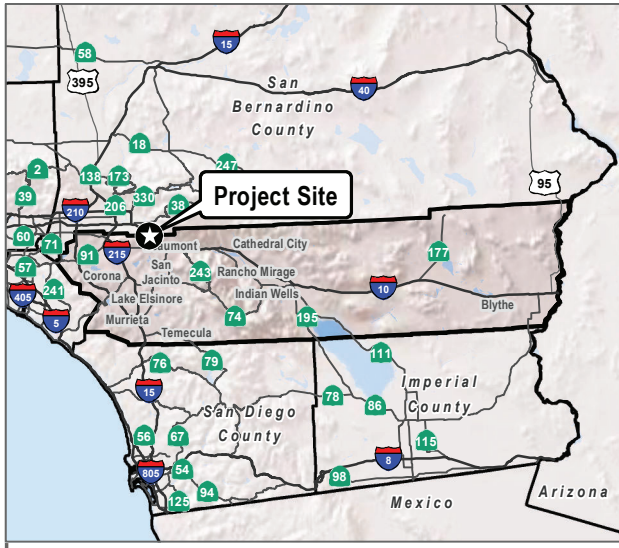 15
58
395
San
Bernardino
County
40
18
2
138
173
247
95
39
330
38
206
210
Project Site
60
71
91
215
eaumont
Cathedral City
177
57
Corona
San
Jacinto
243
Rancho Mirage
10
405
241
Lake Elsinore
Indian Wells
Blythe
5
Murrieta
74
195
Temecula
76
79
111
15
Imperial
County
78
86
San Diego
County
56
67
115
805
54
8
98
94
125
Mexico
Arizona